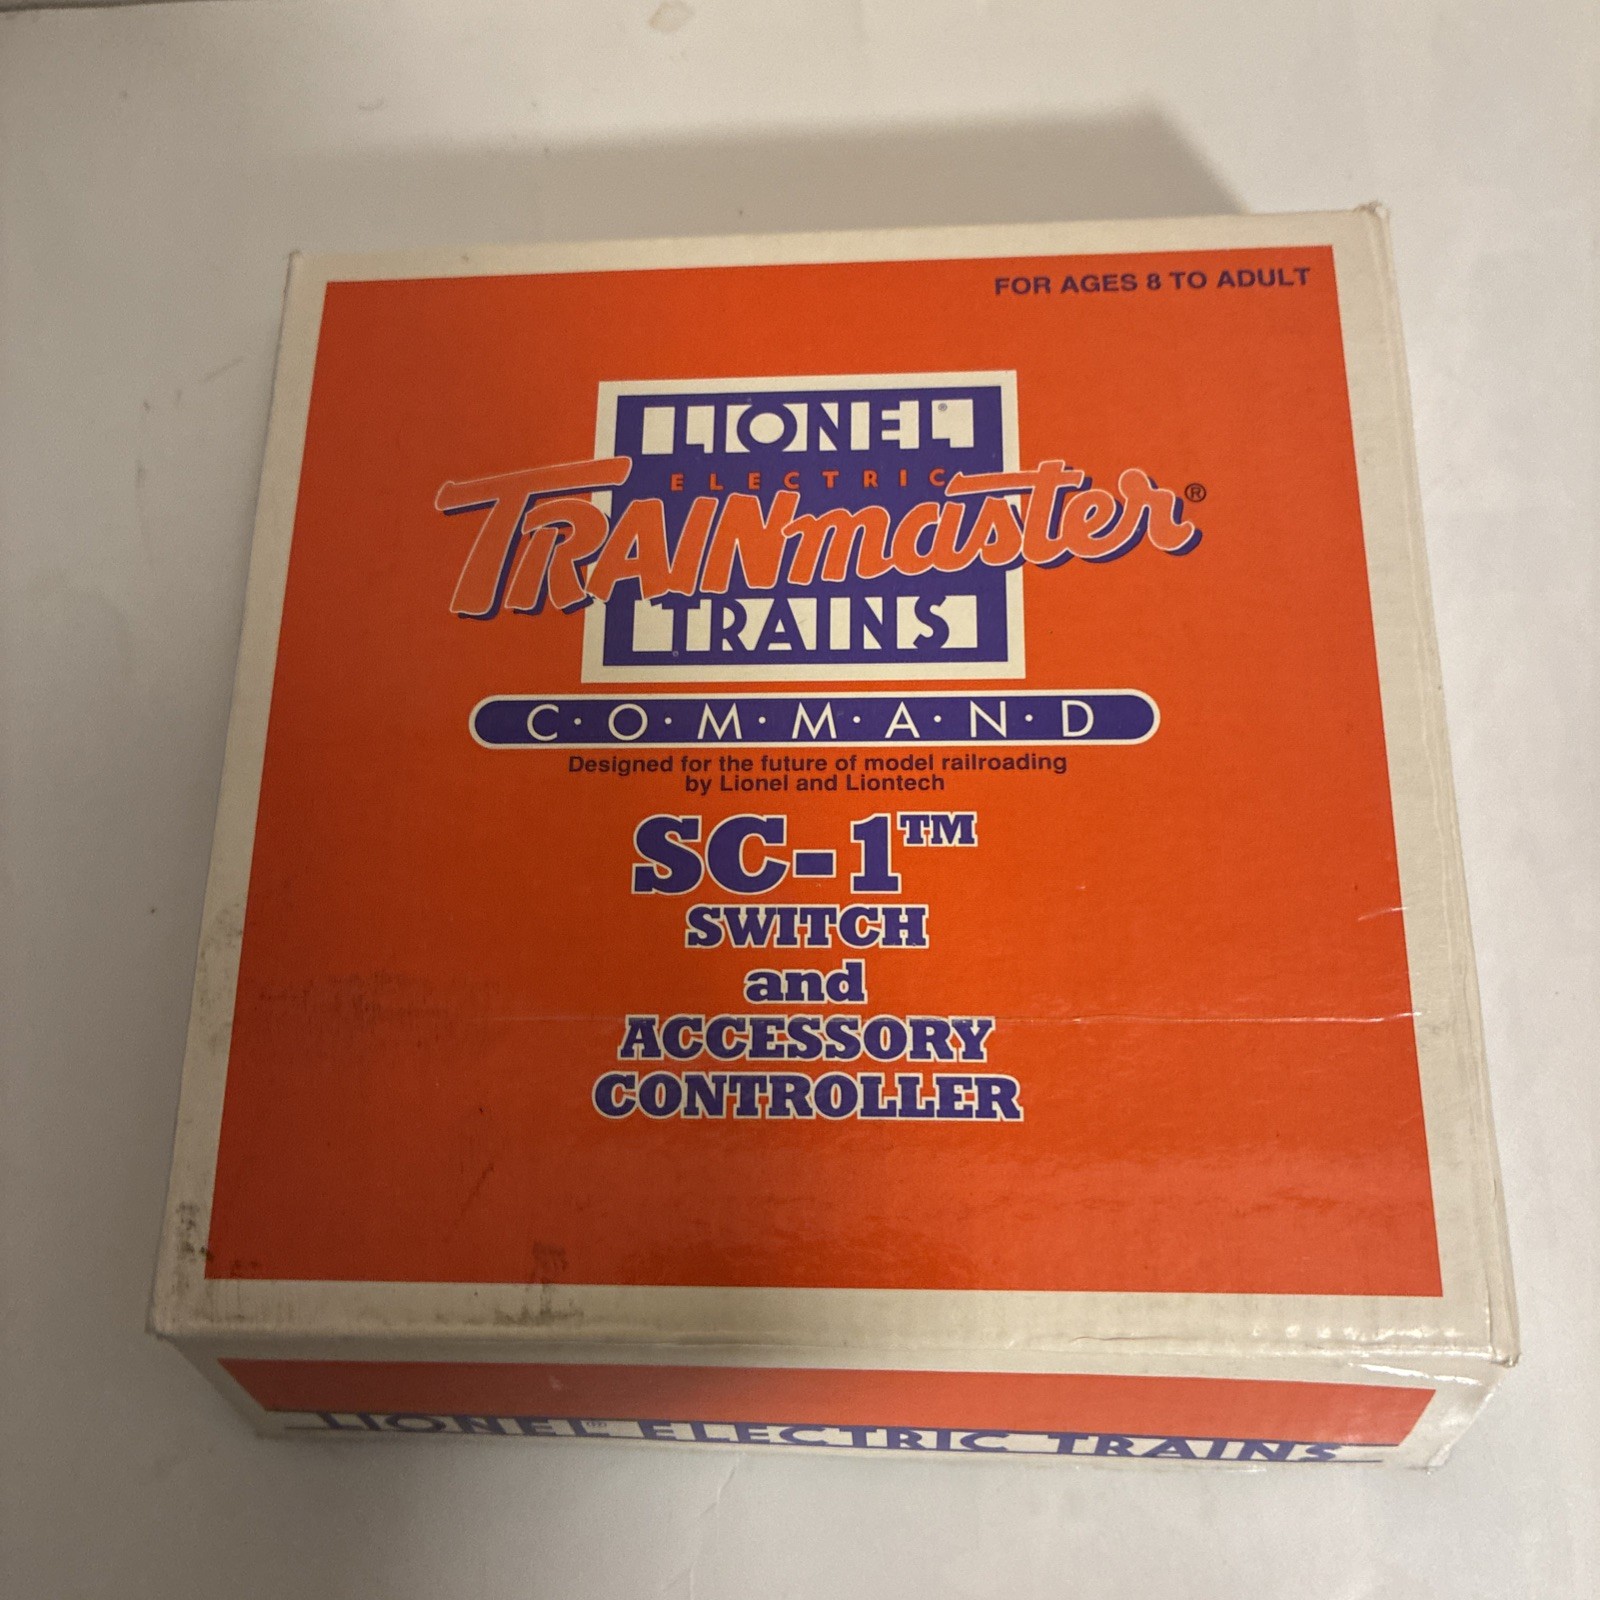 FOR AGES 8 TO ADULT
LIONEL®
ELECTRIC
TRAINmaster®
TRAINS
C·O·M·M·A·N·D
Designed for the future of model railroading
by Lionel and Liontech
SC-1™
SWITCH
and
ACCESSORY
CONTROLLER
LIONEL® ELECTRIC TRAINS